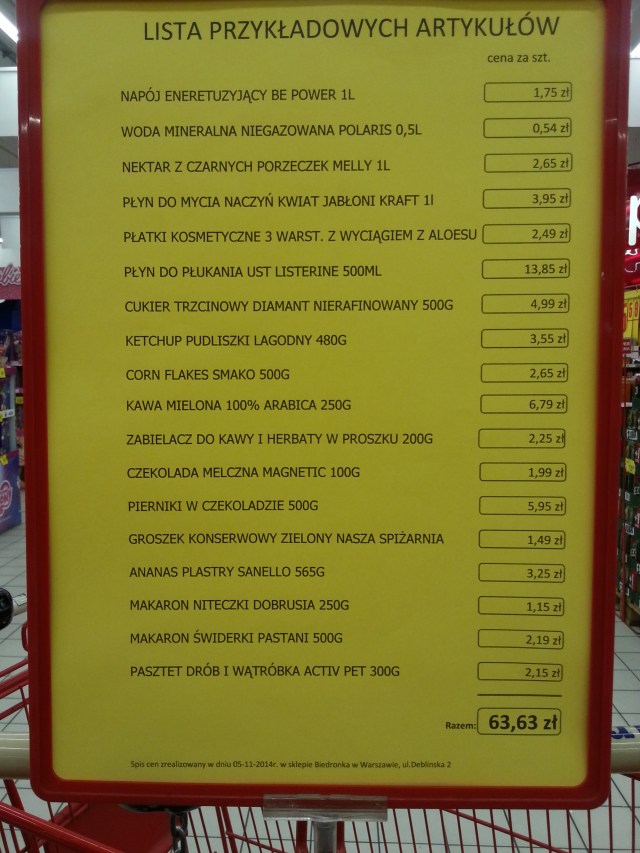 LISTA PRZYKŁADOWYCH ARTYKUŁÓW
cena za szt.
NAPÓJ ENERETUZYJĄCY BE POWER 1L 1,75 zł
WODA MINERALNA NIEGAZOWANA POLARIS 0,5L 0,54 zł
NEKTAR Z CZARNYCH PORZECZEK MELLY 1L 2,65 zł
PŁYN DO MYCIA NACZYŃ KWIAT JABŁONI KRAFT 1l 3,95 zł
PŁATKI KOSMETYCZNE 3 WARST. Z WYCIĄGIEM Z ALOESU 2,49 zł
PŁYN DO PŁUKANIA UST LISTERINE 500ML 13,85 zł
CUKIER TRZCINOWY DIAMANT NIERAFINOWANY 500G 4,99 zł
KETCHUP PUDLISZKI LAGODNY 480G 3,55 zł
CORN FLAKES SMAKO 500G 2,65 zł
KAWA MIELONA 100% ARABICA 250G 6,79 zł
ZABIELACZ DO KAWY I HERBATY W PROSZKU 200G 2,25 zł
CZEKOLADA MELCZNA MAGNETIC 100G 1,99 zł
PIERNIKI W CZEKOLADZIE 500G 5,95 zł
GROSZEK KONSERWOWY ZIELONY NASZA SPIŻARNIA 1,49 zł
ANANAS PLASTRY SANELLO 565G 3,25 zł
MAKARON NITECZKI DOBRUSIA 250G 1,15 zł
MAKARON ŚWIDERKI PASTANI 500G 2,19 zł
PASZTET DRÓB I WĄTRÓBKA ACTIV PET 300G 2,15 zł
Razem: 63,63 zł
Spis cen zrealizowany w dniu 05-11-2014r. w sklepie Biedronka w Warszawie, ul.Deblinska 2